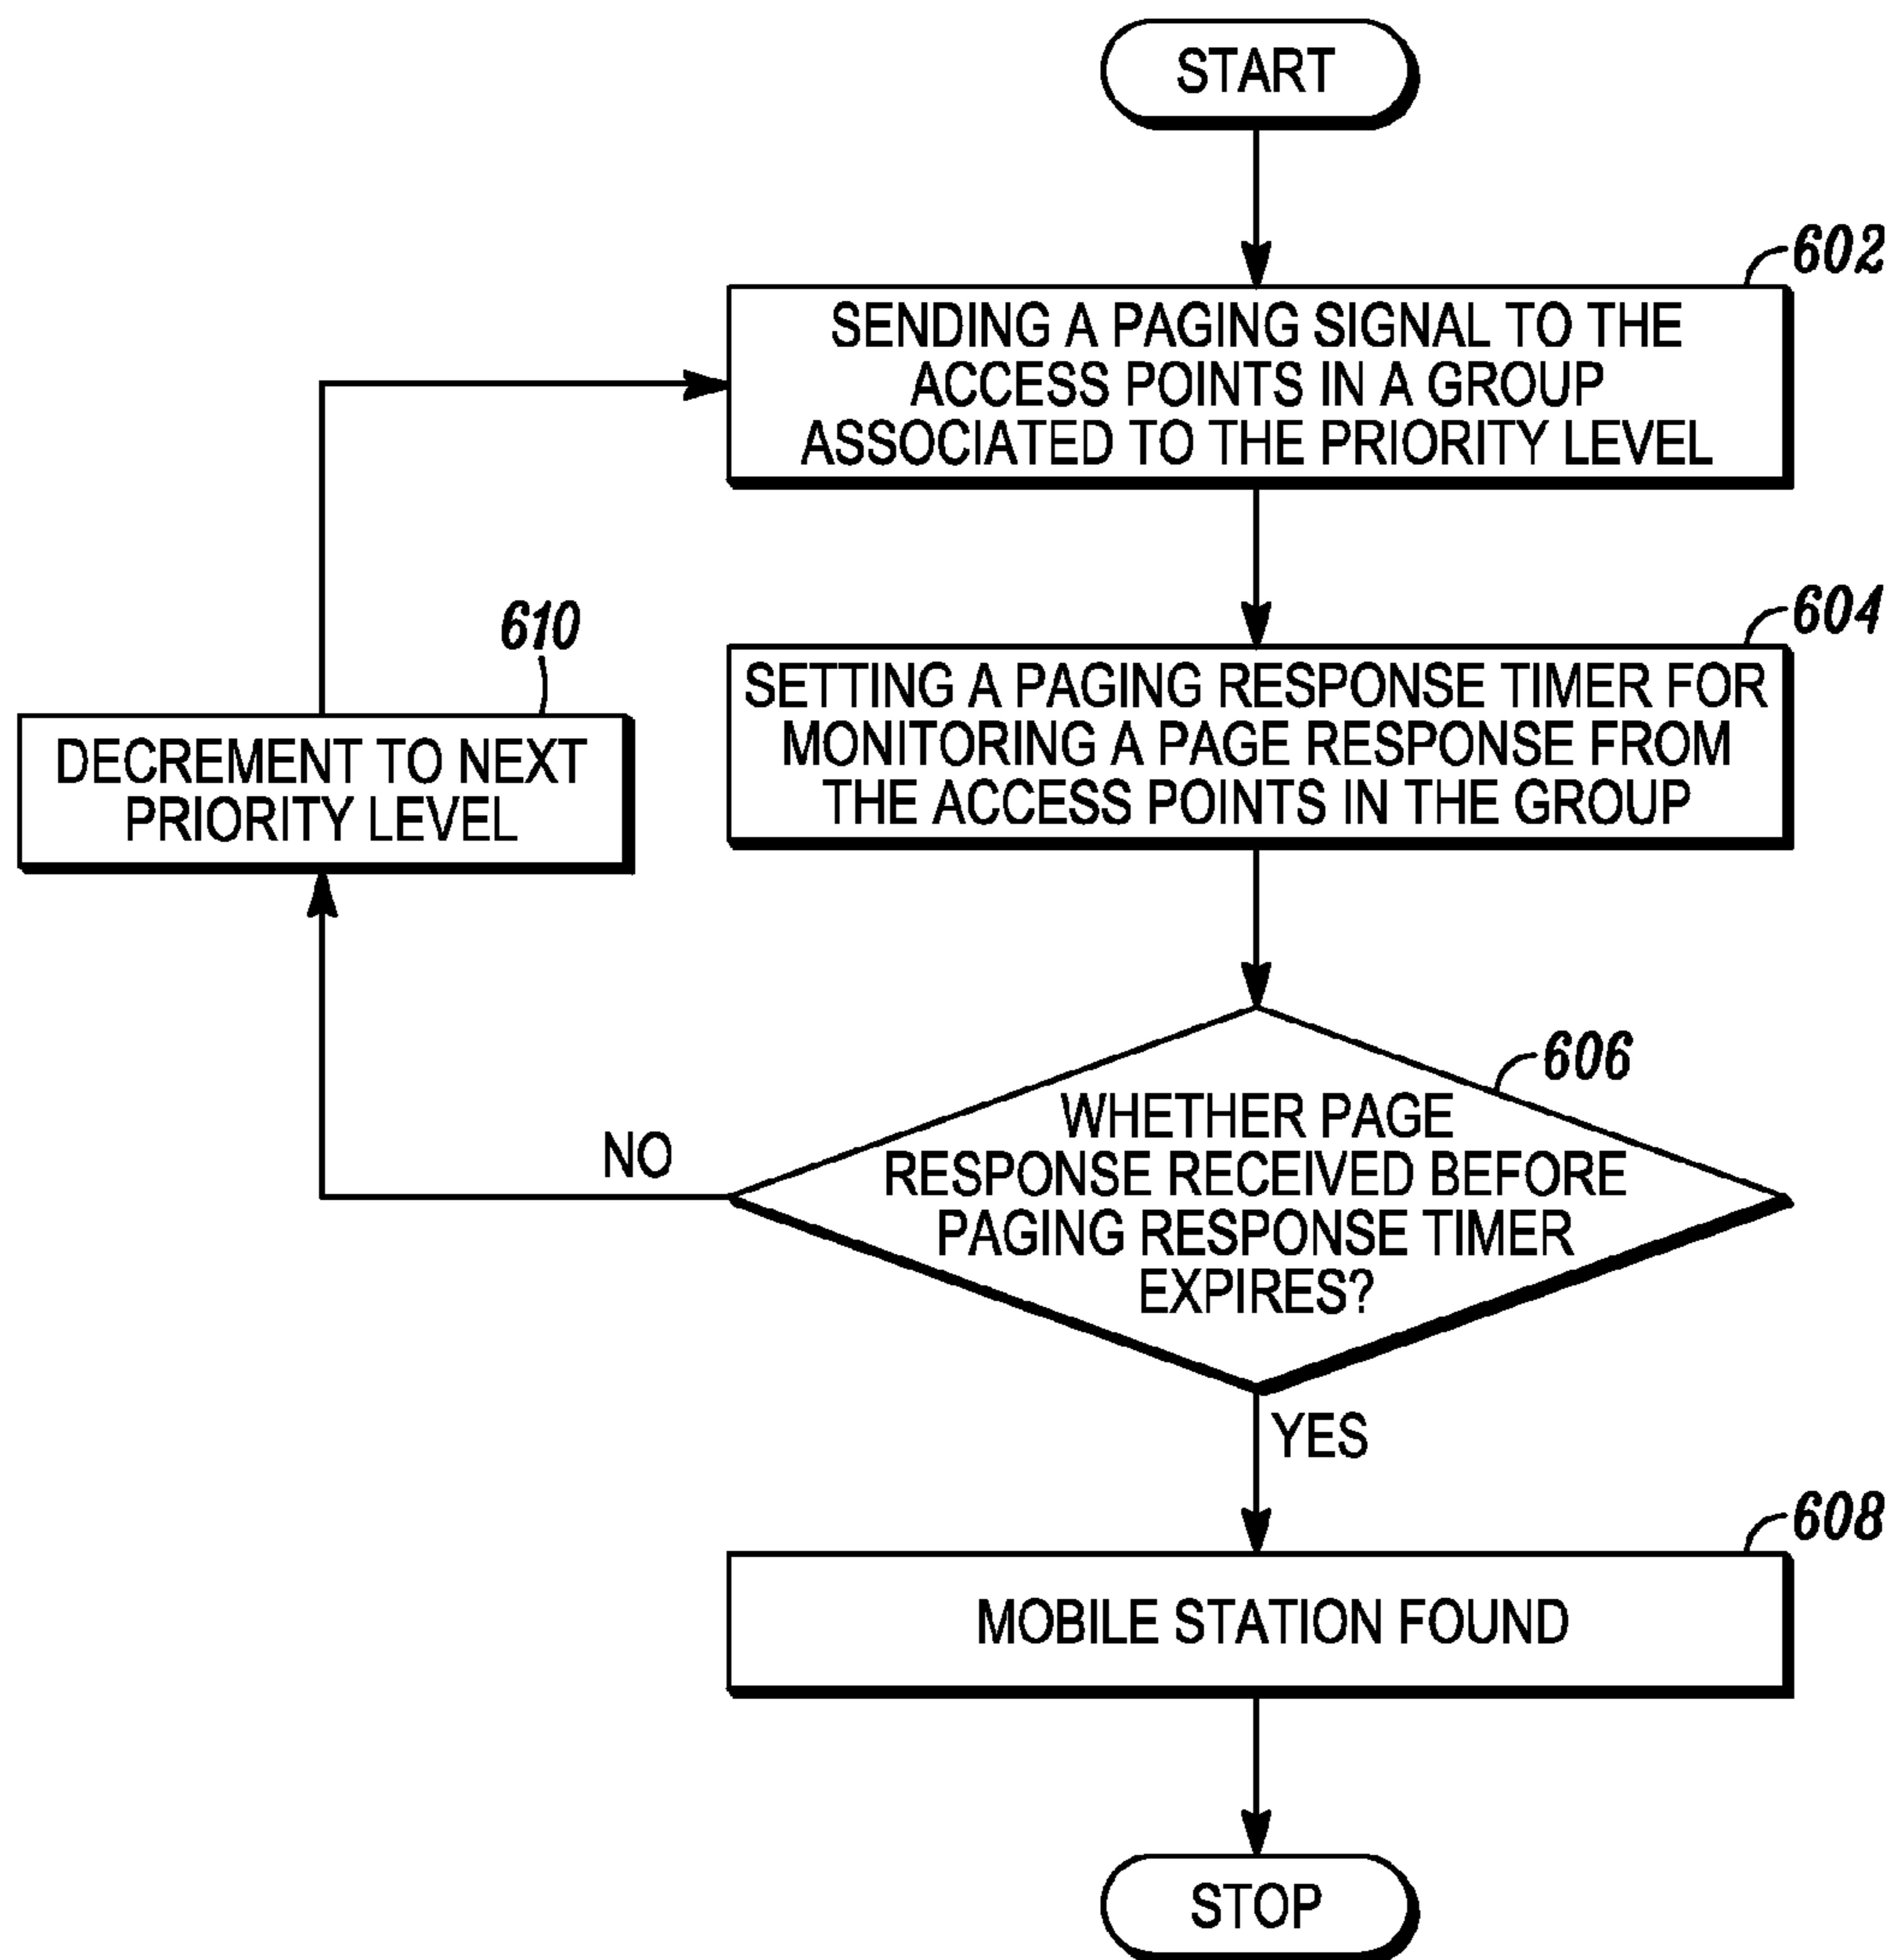 START
602
SENDING A PAGING SIGNAL TO THE
ACCESS POINTS IN A GROUP
ASSOCIATED TO THE PRIORITY LEVEL
604
SETTING A PAGING RESPONSE TIMER FOR
MONITORING A PAGE RESPONSE FROM
THE ACCESS POINTS IN THE GROUP
610
DECREMENT TO NEXT
PRIORITY LEVEL
606
WHETHER PAGE
RESPONSE RECEIVED BEFORE
PAGING RESPONSE TIMER
EXPIRES?
NO
YES
608
MOBILE STATION FOUND
STOP